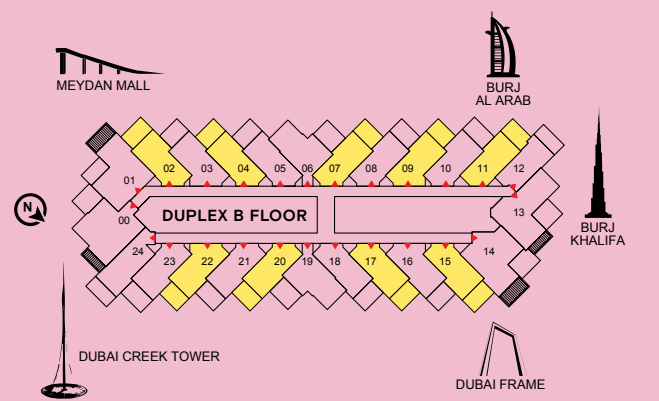 MEYDAN MALL
BURJ
AL ARAB
01
02
03
04
05
06
07
08
09
10
11
12
N
00
DUPLEX B FLOOR
13
BURJ
KHALIFA
24
23
22
21
20
19
18
17
16
15
14
DUBAI CREEK TOWER
DUBAI FRAME